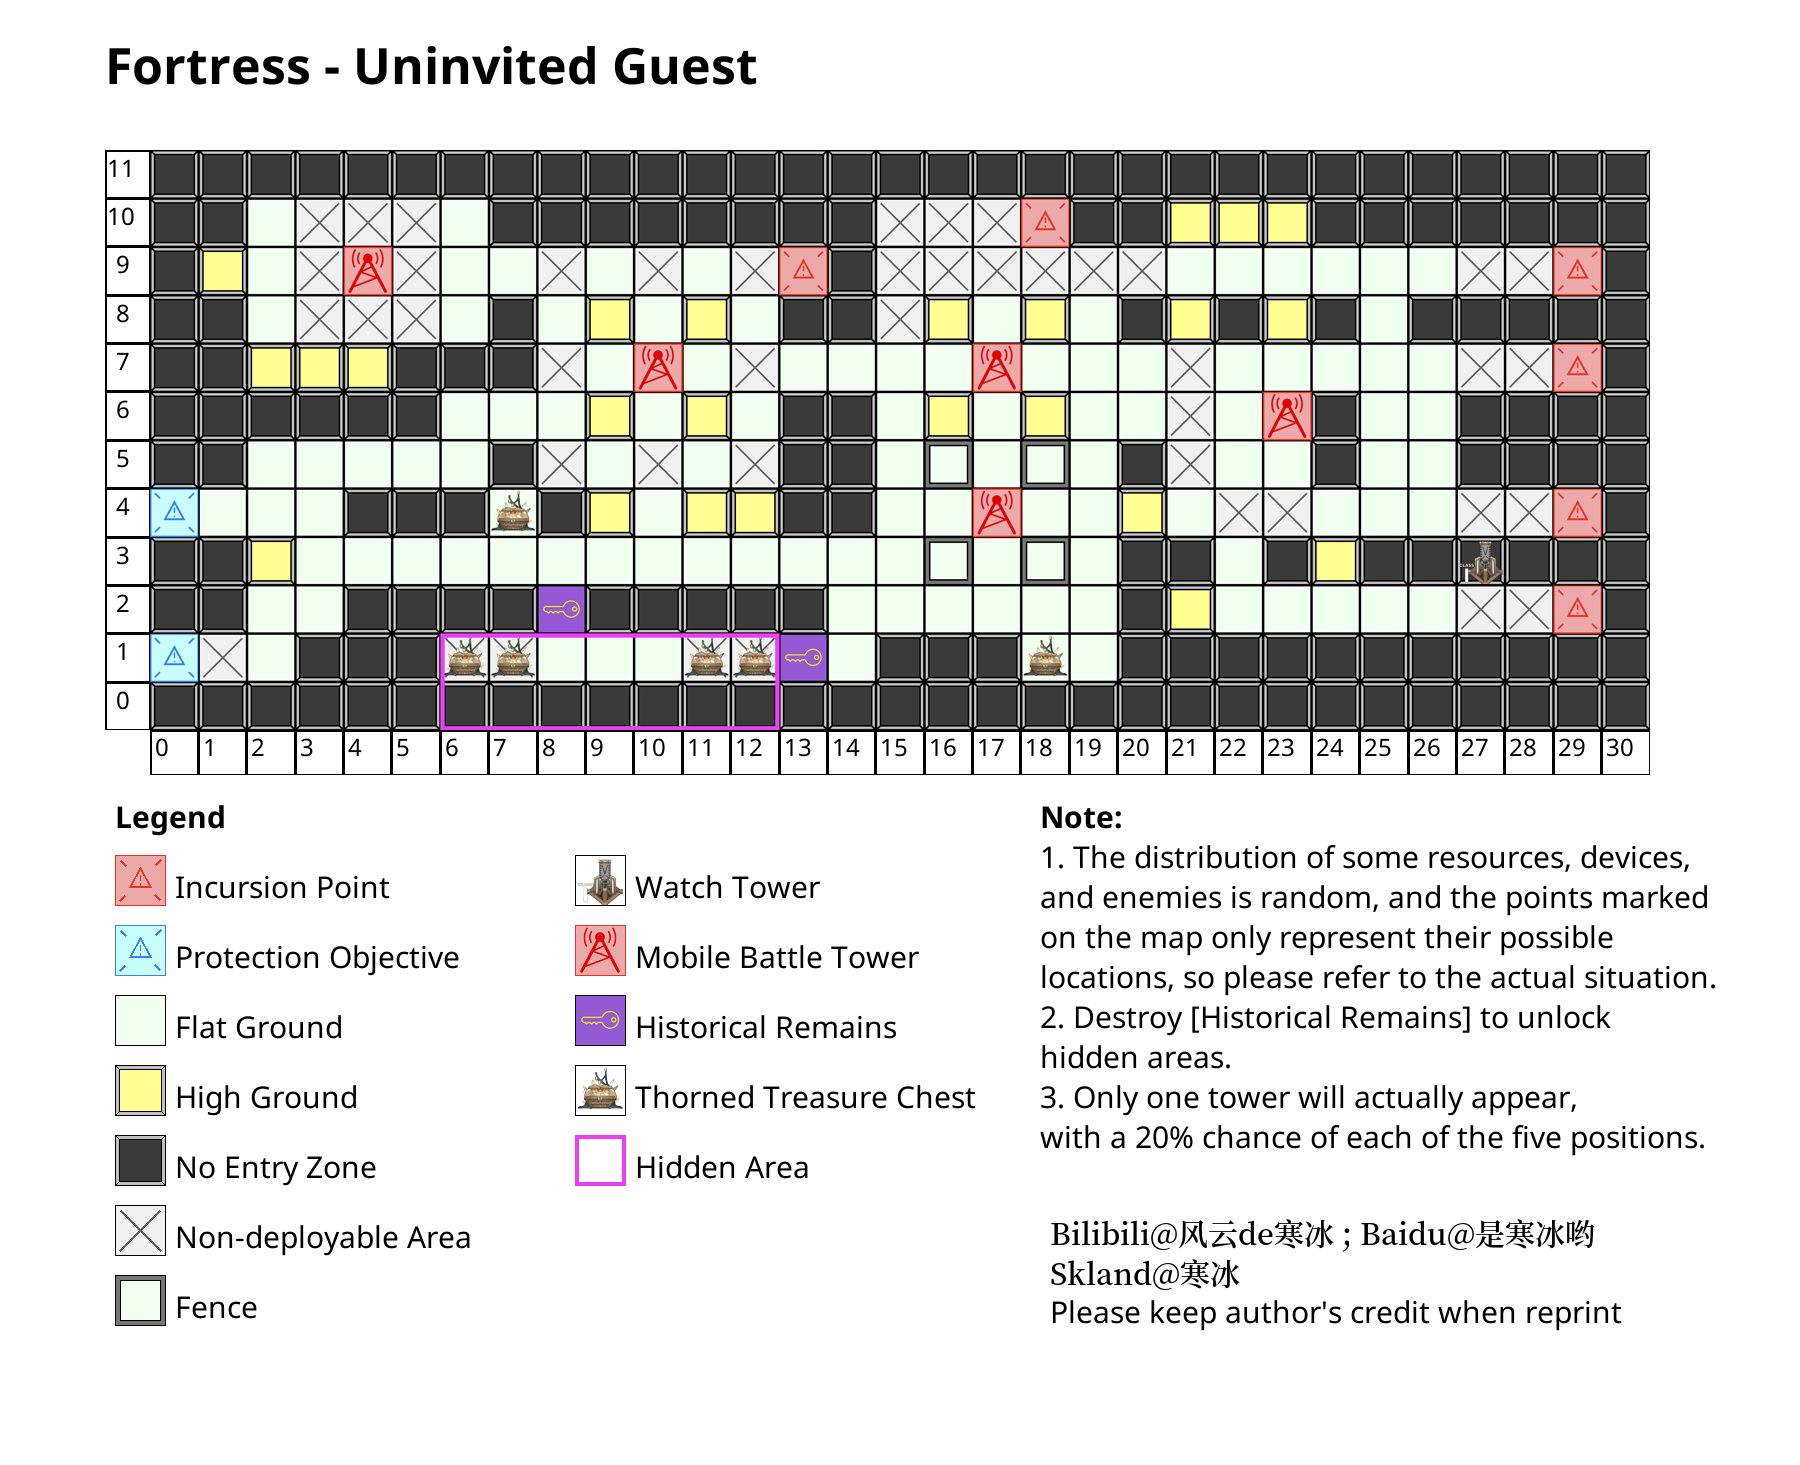 Fortress - Uninvited Guest
11
10
9
8
7
6
5
4
3
2
1
0
0 1 2 3 4 5 6 7 8 9 10 11 12 13 14 15 16 17 18 19 20 21 22 23 24 25 26 27 28 29 30
Legend
Incursion Point
Protection Objective
Flat Ground
High Ground
No Entry Zone
Non-deployable Area
Fence
Watch Tower
Mobile Battle Tower
Historical Remains
Thorned Treasure Chest
Hidden Area
Note:
1. The distribution of some resources, devices,
and enemies is random, and the points marked
on the map only represent their possible
locations, so please refer to the actual situation.
2. Destroy [Historical Remains] to unlock
hidden areas.
3. Only one tower will actually appear,
with a 20% chance of each of the five positions.
Bilibili@风云de寒冰 ; Baidu@是寒冰哟
Skland@寒冰
Please keep author's credit when reprint